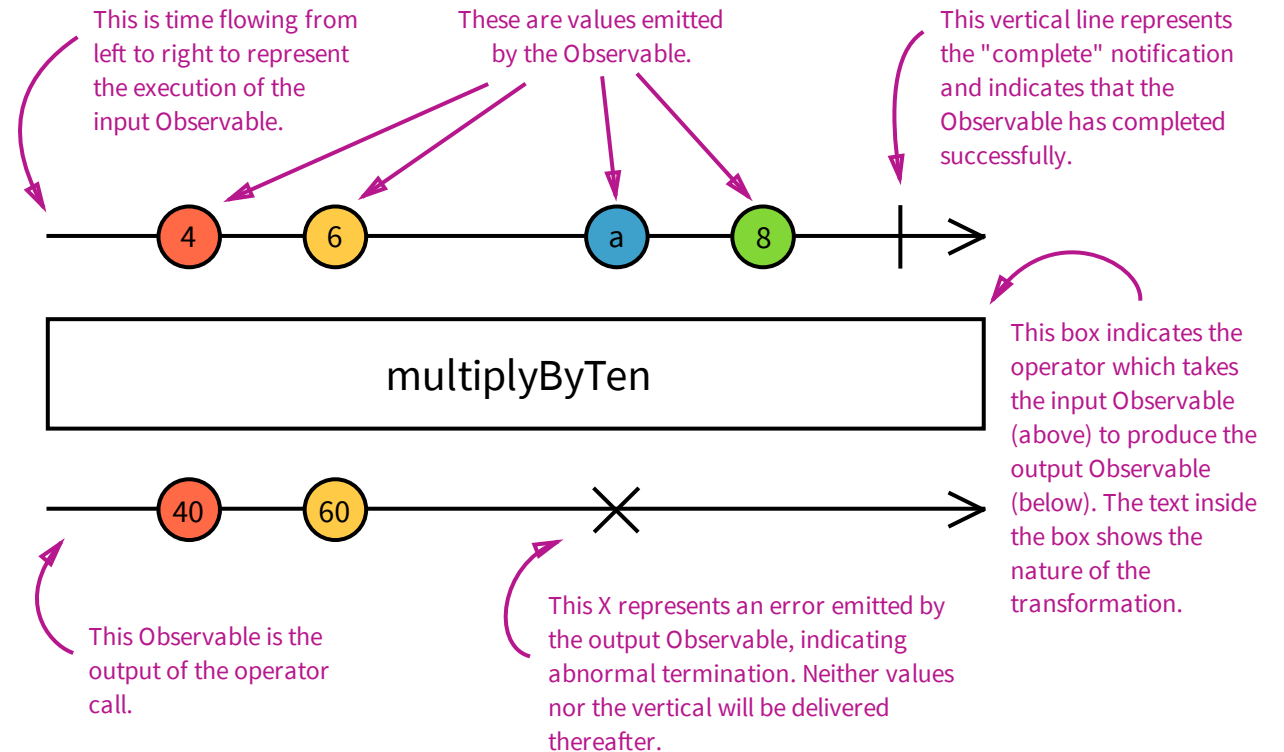 This is time flowing from
left to right to represent
the execution of the
input Observable.
These are values emitted
by the Observable.
This vertical line represents
the "complete" notification
and indicates that the
Observable has completed
successfully.
4
6
a
8
multiplyByTen
This box indicates the
operator which takes
the input Observable
(above) to produce the
output Observable
(below). The text inside
the box shows the
nature of the
transformation.
40
60
This Observable is the
output of the operator
call.
This X represents an error emitted by
the output Observable, indicating
abnormal termination. Neither values
nor the vertical will be delivered
thereafter.